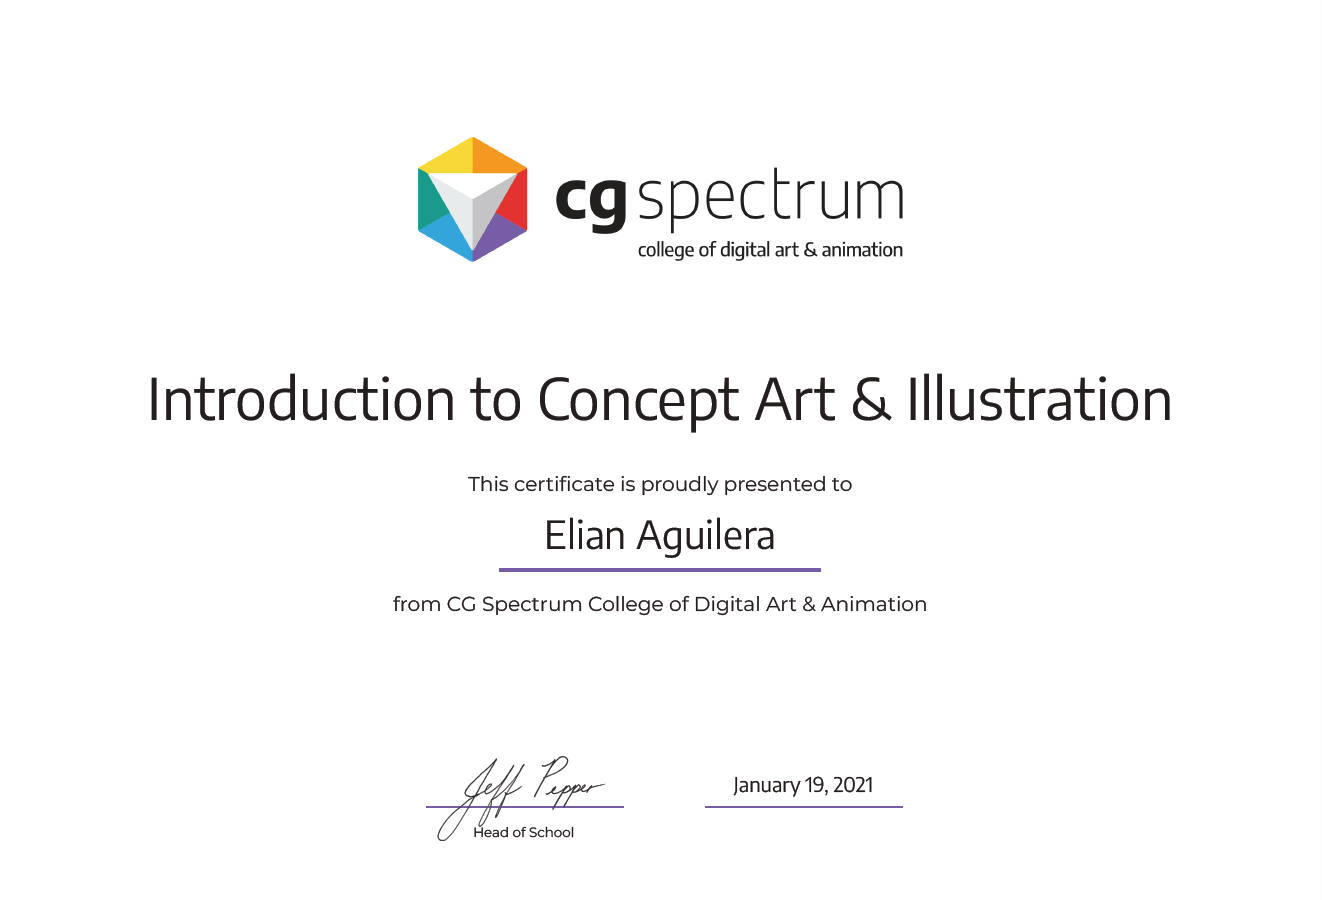 cg spectrum
college of digital art & animation
Introduction to Concept Art & Illustration
This certificate is proudly presented to
Elian Aguilera
from CG Spectrum College of Digital Art & Animation
Jeff Pepper
Head of School
January 19, 2021